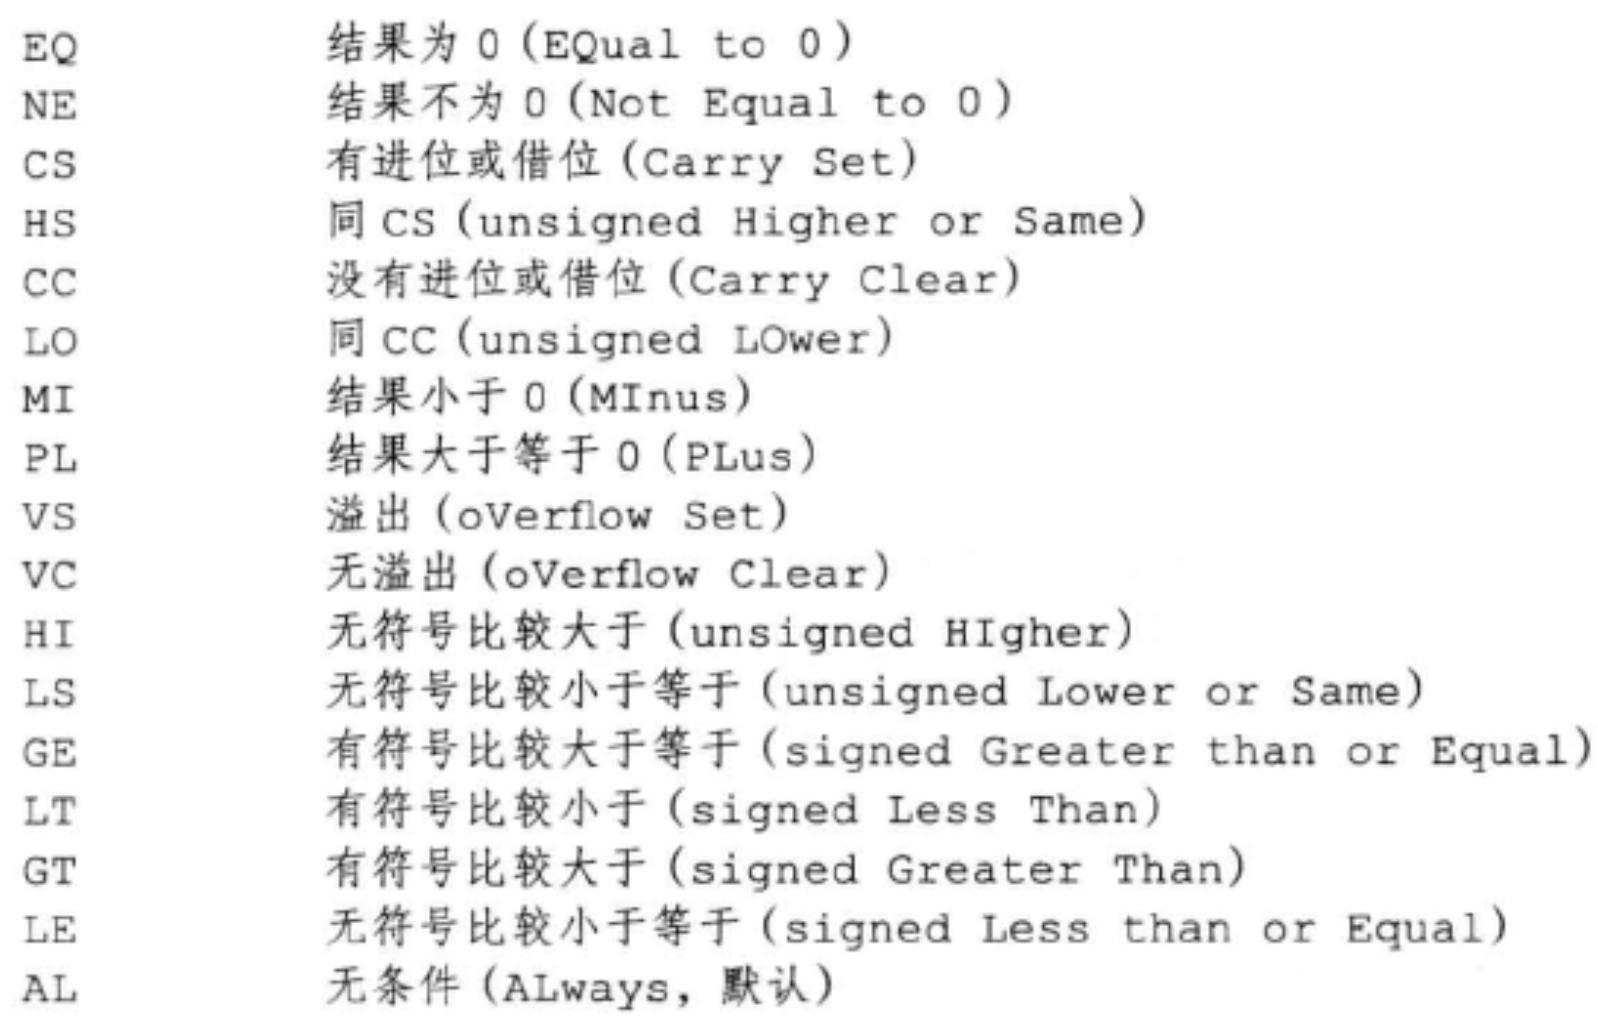 EQ 结果为0(EQual to 0)
NE 结果不为0(Not Equal to 0)
CS 有进位或借位(Carry Set)
HS 同CS(unsigned Higher or Same)
CC 没有进位或借位(Carry Clear)
LO 同CC(unsigned LOwer)
MI 结果小于0(MInus)
PL 结果大于等于0(PLus)
VS 溢出(oVerflow Set)
VC 无溢出(oVerflow Clear)
HI 无符号比较大于(unsigned HIgher)
LS 无符号比较小于等于(unsigned Lower or Same)
GE 有符号比较大于等于(signed Greater than or Equal)
LT 有符号比较小于(signed Less Than)
GT 有符号比较大于(signed Greater Than)
LE 无符号比较小于等于(signed Less than or Equal)
AL 无条件(ALways, 默认)